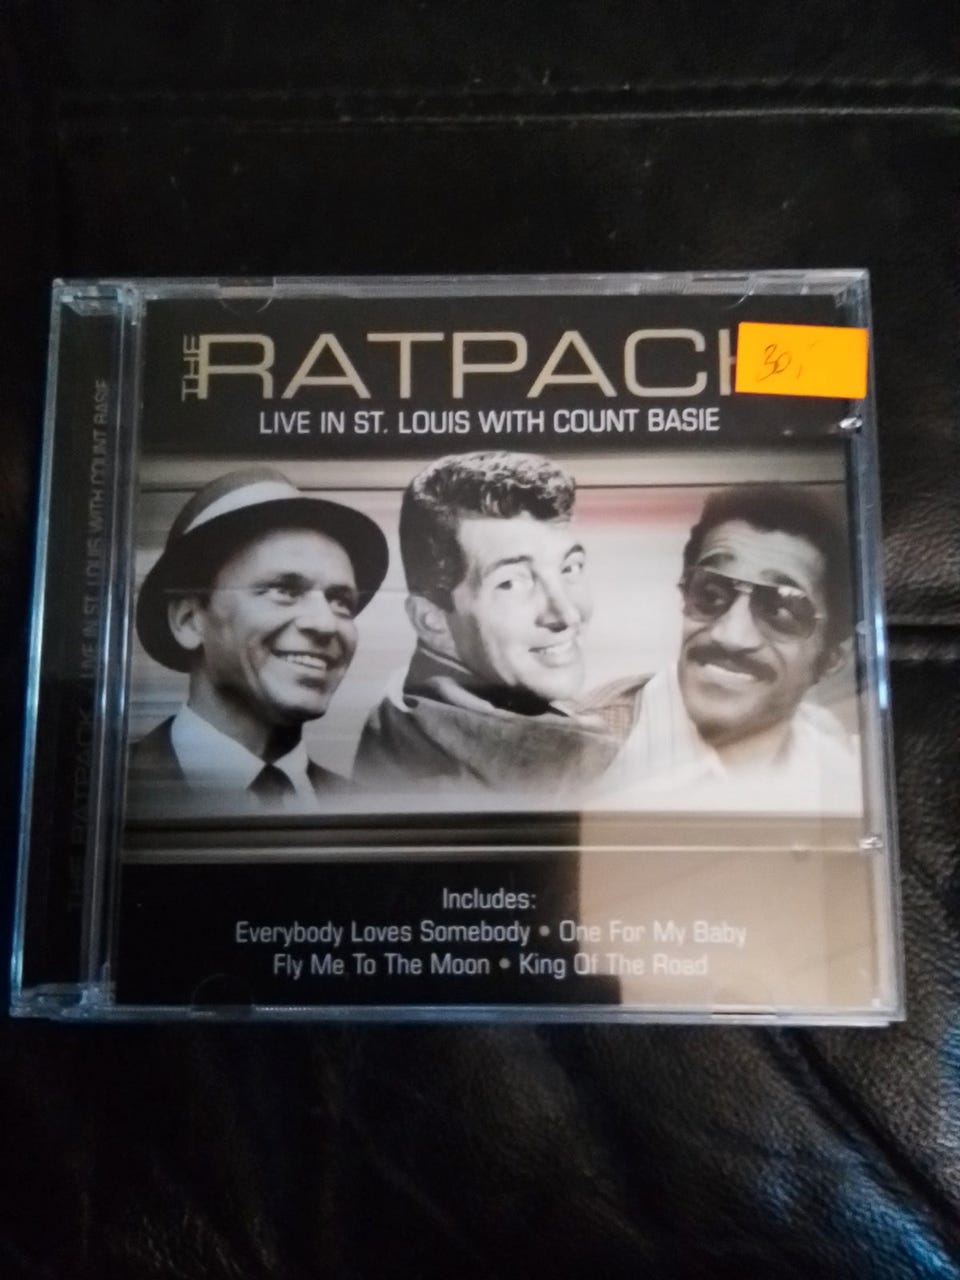 THE RATPAC
30,-
LIVE IN ST. LOUIS WITH COUNT BASIE
THE RATPACK LIVE IN ST. LOUIS WITH COUNT BASIE
Includes:
Everybody Loves Somebody • One For My Baby
Fly Me To The Moon • King Of The Road